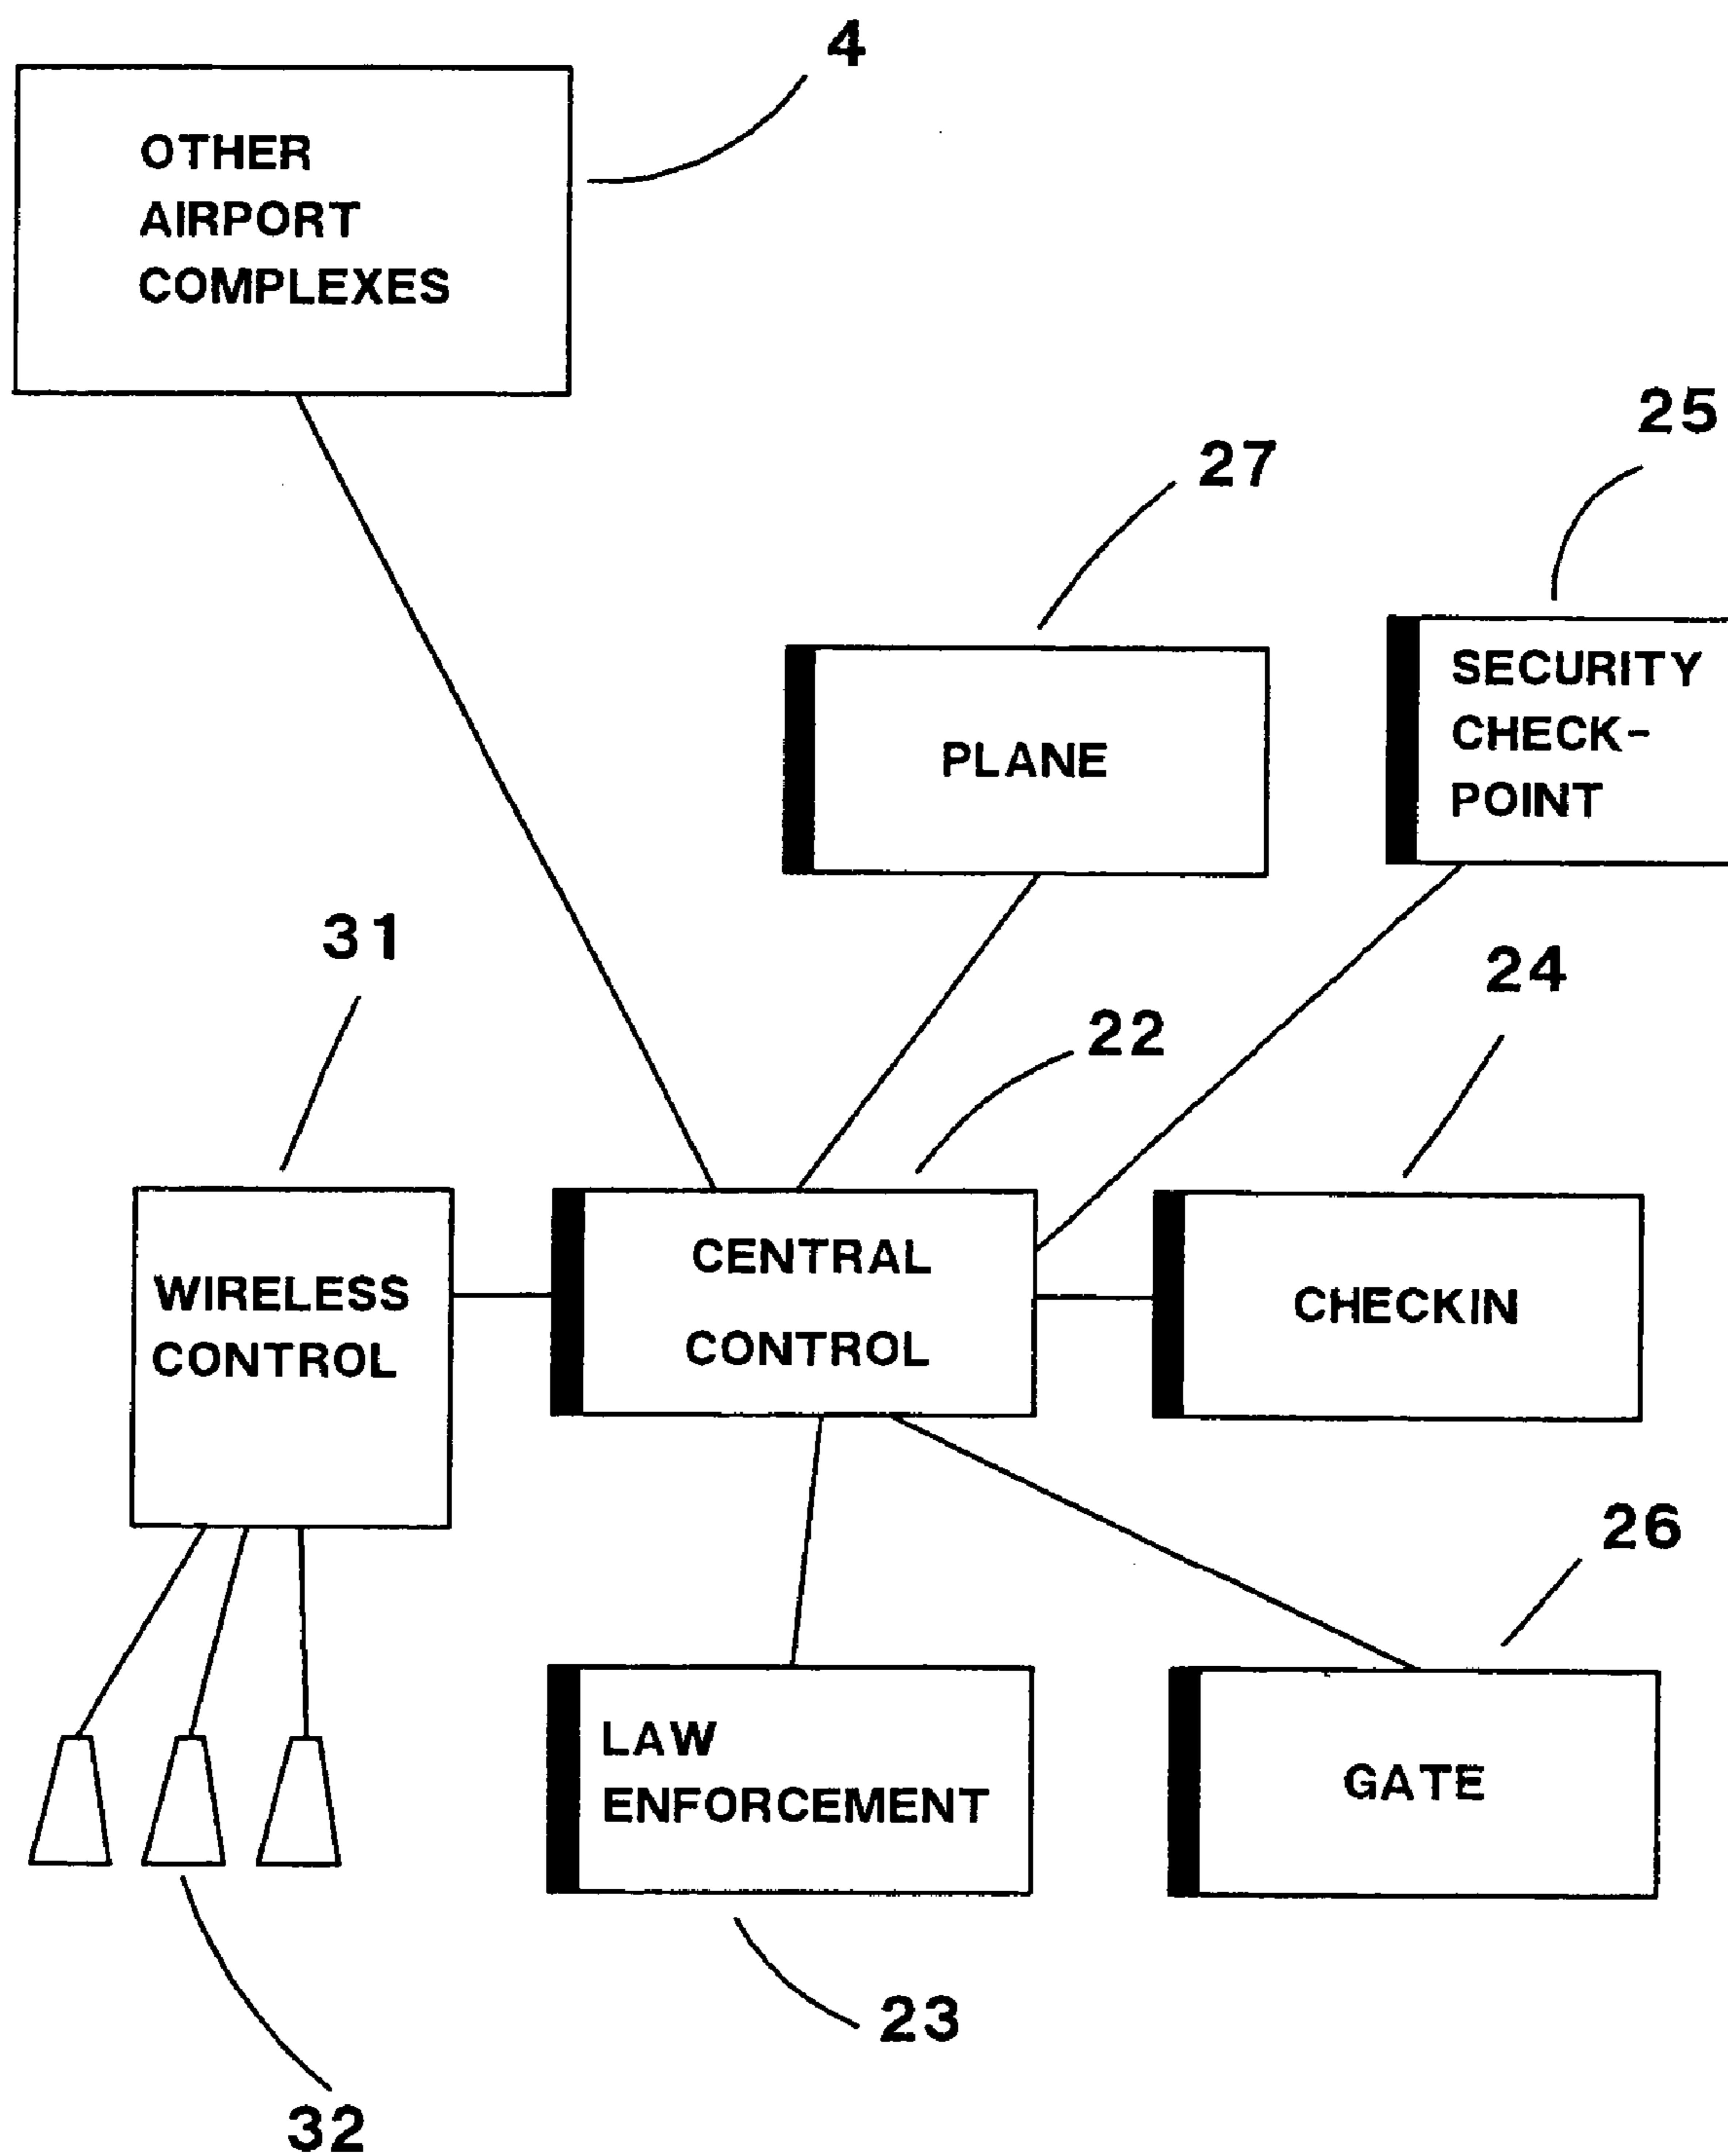 4
OTHER
AIRPORT
COMPLEXES
25
27
SECURITY
CHECK-
POINT
PLANE
31
24
22
WIRELESS
CONTROL
CENTRAL
CONTROL
CHECKIN
26
LAW
ENFORCEMENT
GATE
23
32